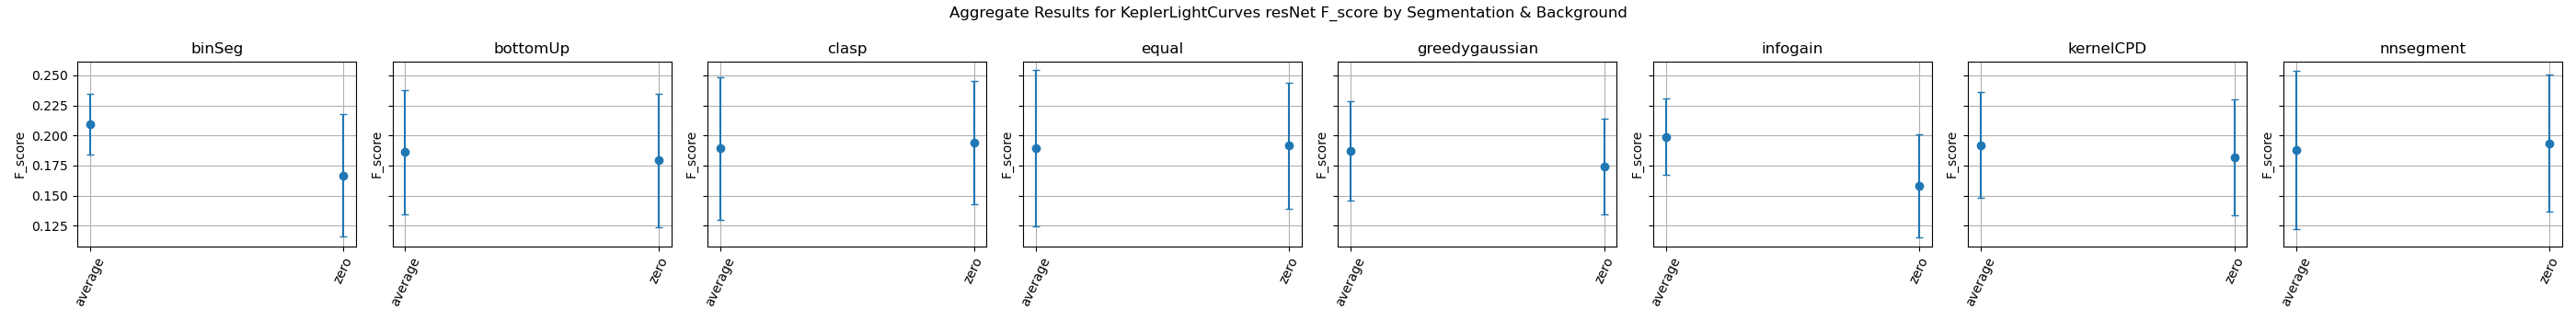 Aggregate Results for KeplerLightCurves resNet F_score by Segmentation & Background
binSeg
bottomUp
clasp
equal
greedygaussian
infogain
kernelCPD
nnsegment
0.250
0.225
0.200
0.175
0.150
0.125
F_score
F_score
F_score
F_score
F_score
F_score
F_score
F_score
average
zero
average
zero
average
zero
average
zero
average
zero
average
zero
average
zero
average
zero